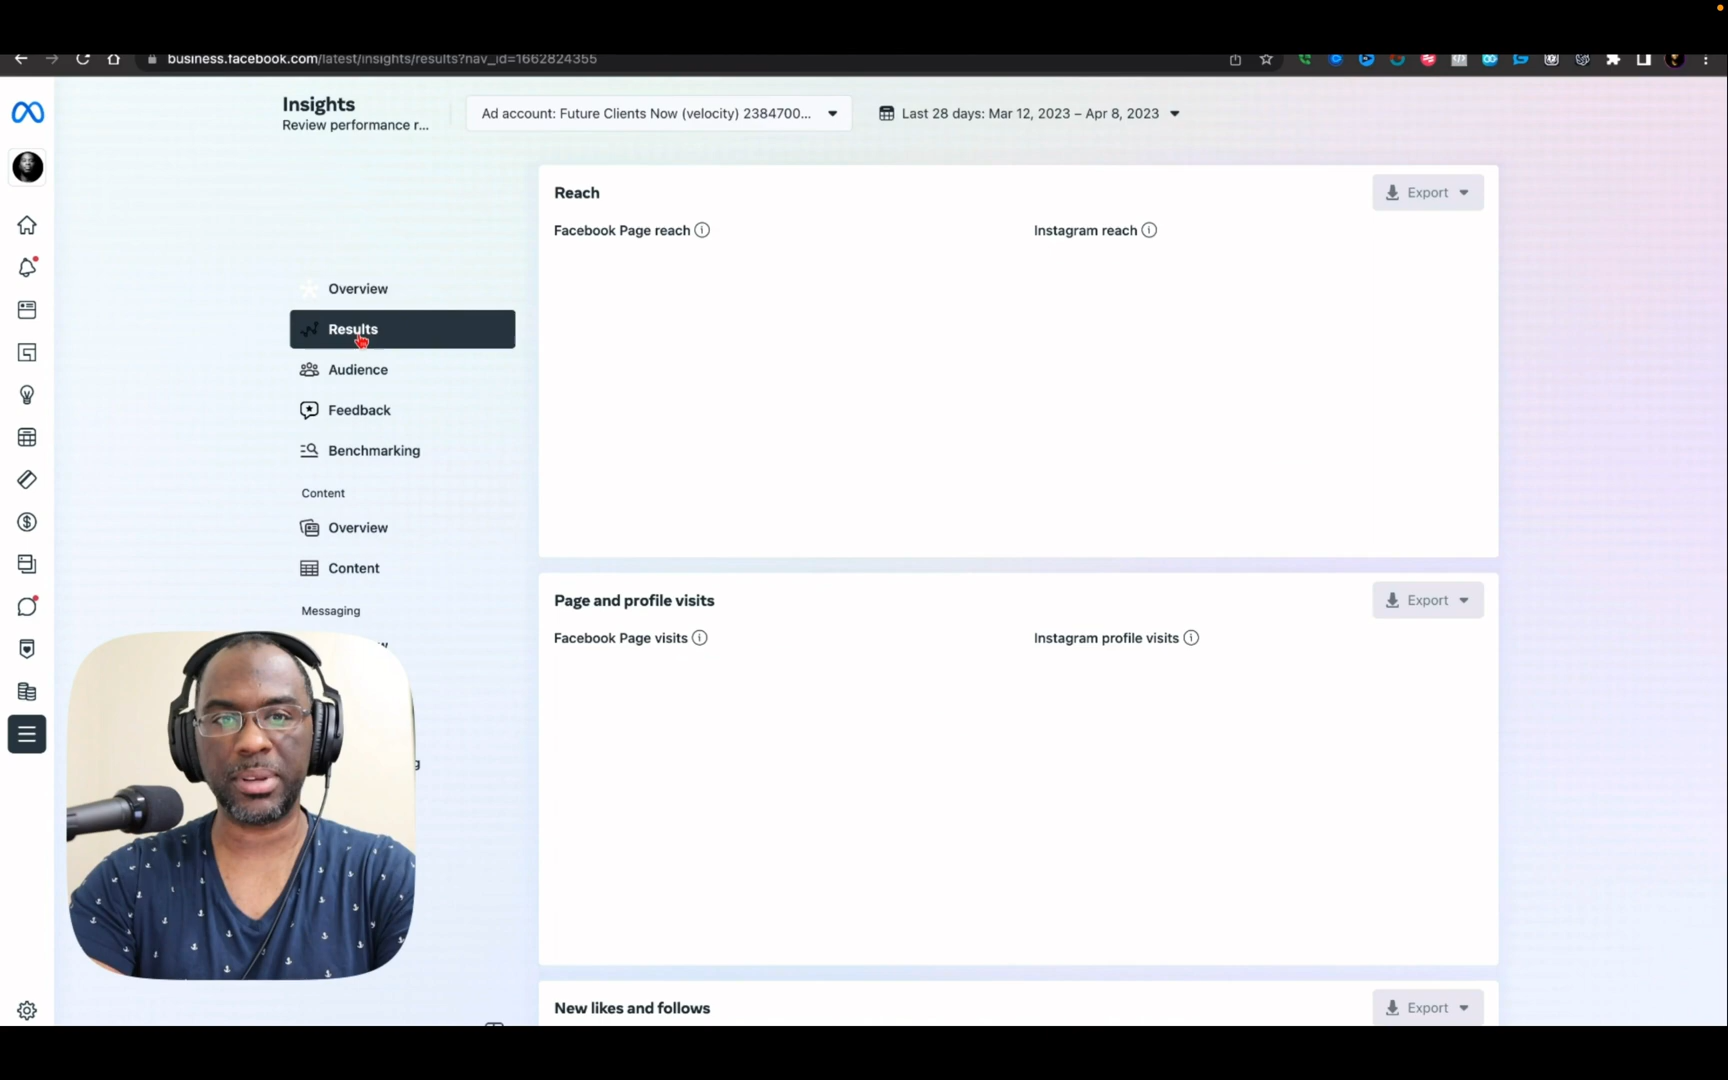 business.facebook.com/latest/insights/results?nav_id=1662824355
Insights
Review performance r...
Ad account: Future Clients Now (velocity) 2384700...
Last 28 days: Mar 12, 2023 – Apr 8, 2023
Overview
Results
Audience
Feedback
Benchmarking
Content
Overview
Content
Messaging
Reach
Export
Facebook Page reach
Instagram reach
Page and profile visits
Export
Facebook Page visits
Instagram profile visits
New likes and follows
Export